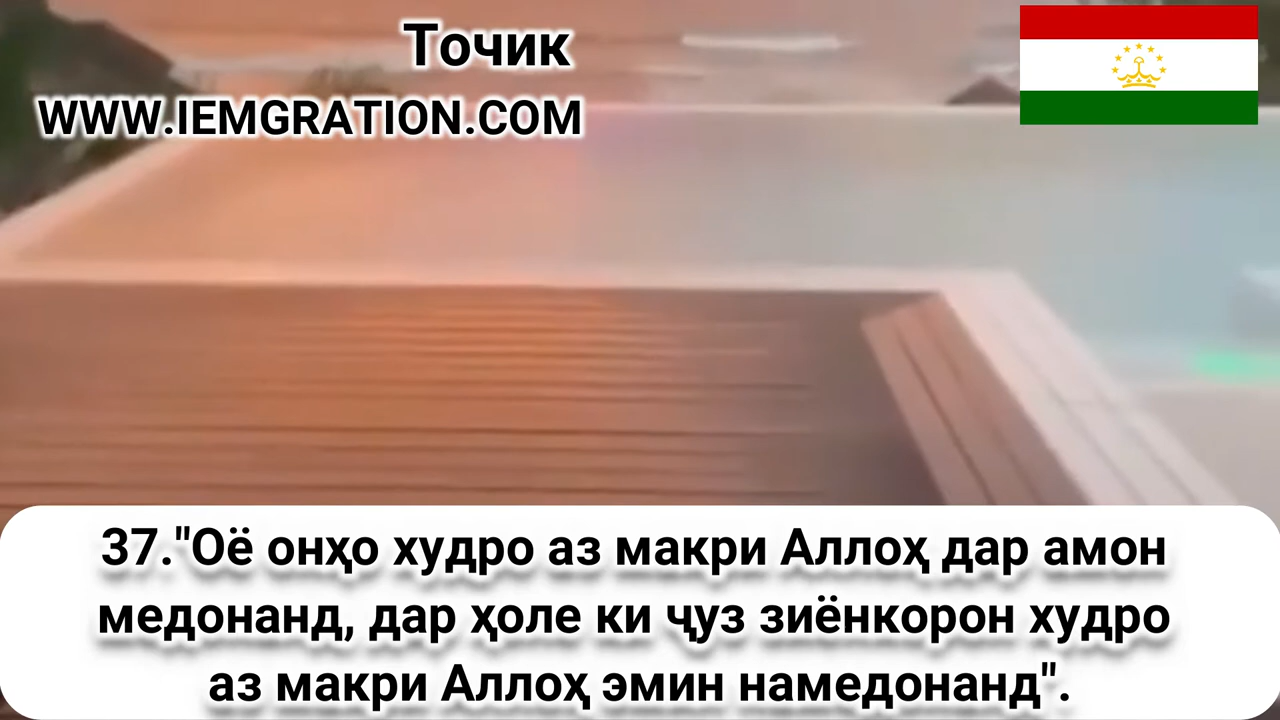 Точик
WWW.IEMGRATION.COM
37."Оё онҳо худро аз макри Аллоҳ дар амон
медонанд, дар ҳоле ки ҷуз зиёнкорон худро
аз макри Аллоҳ эмин намедонанд".